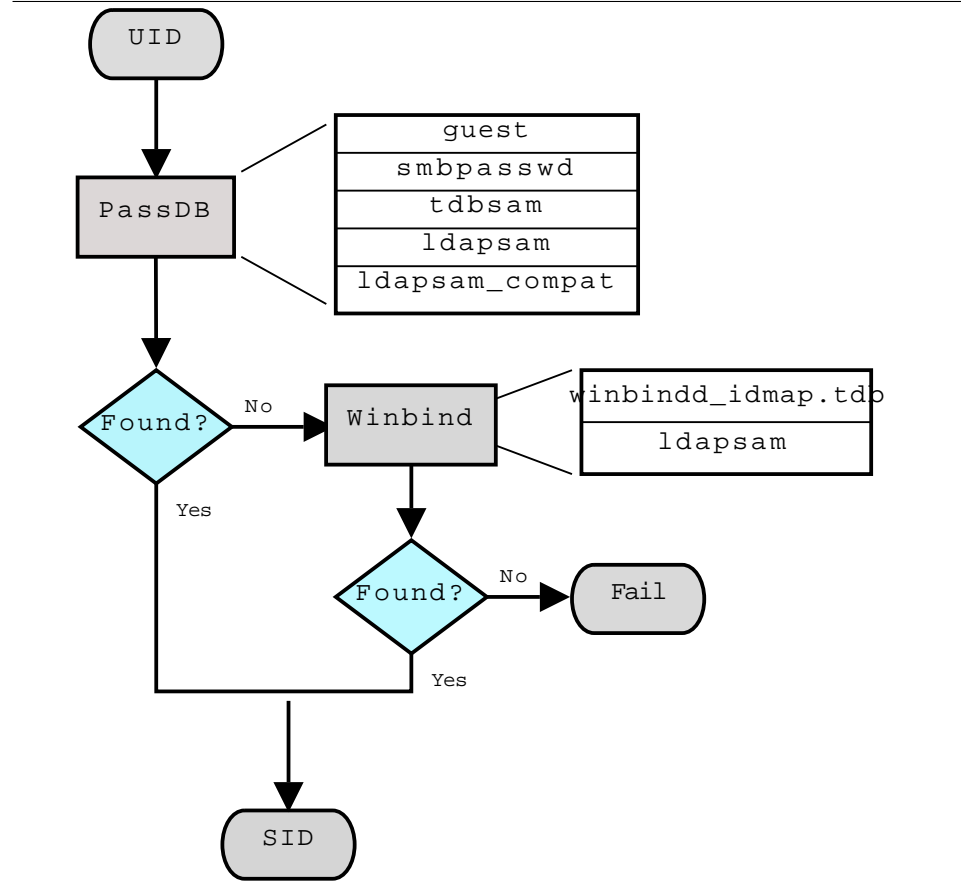 UID
guest
smbpasswd
PassDB
tdbsam
ldapsam
ldapsam_compat
winbindd_idmap.tdb
No
Found?
Winbind
ldapsam
Yes
No
Found?
Fail
Yes
SID